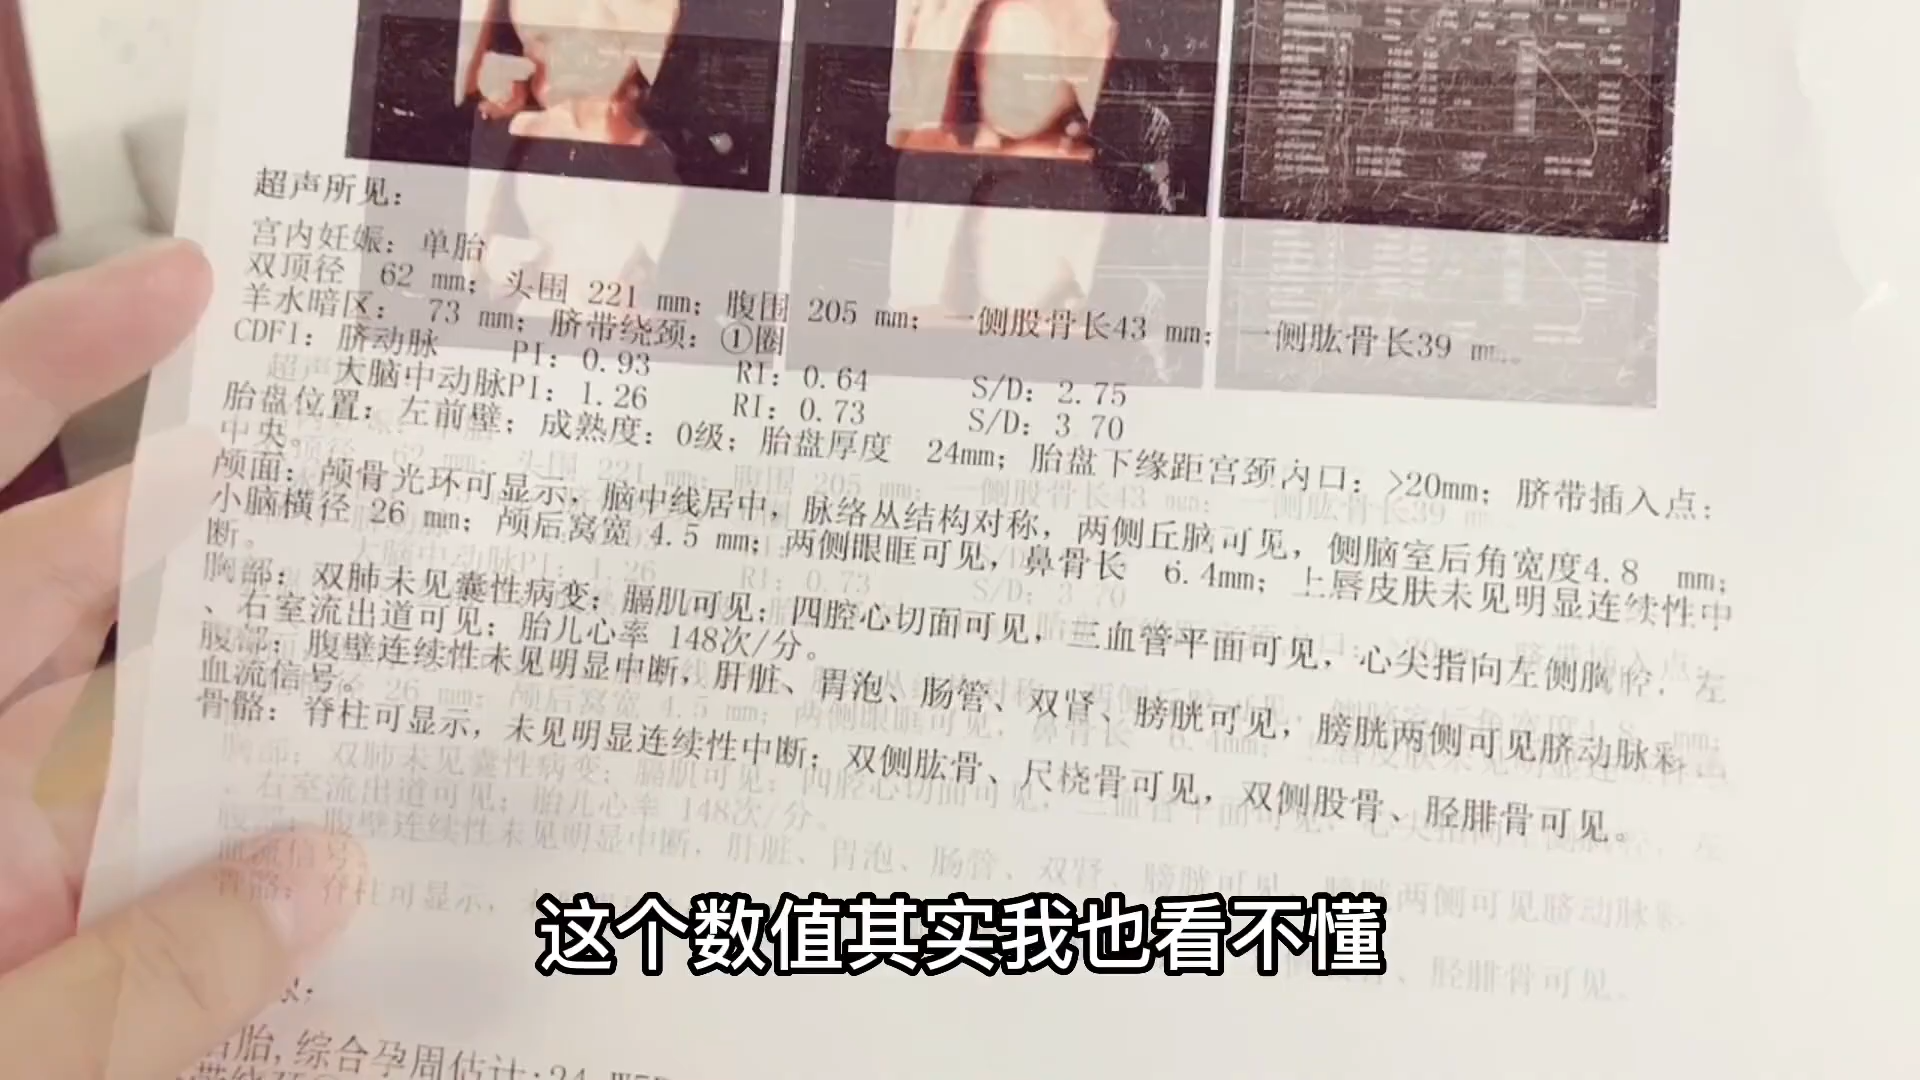 超声所见：
宫内妊娠：单胎
双顶径 62 mm；头围 221 mm；腹围 205 mm；一侧股骨长43 mm；一侧肱骨长39 mm。
羊水暗区： 73 mm；脐带绕颈：①圈
CDFI：脐动脉 PI：0.93 RI：0.64 S/D：2.75
大脑中动脉PI：1.26 RI：0.73 S/D：3 70
胎盘位置：左前壁；成熟度：0级；胎盘厚度 24mm；胎盘下缘距宫颈内口：>20mm；脐带插入点：
中央。
颅面：颅骨光环可显示，脑中线居中，脉络丛结构对称，两侧丘脑可见，侧脑室后角宽度4.8 mm；
小脑横径 26 mm；颅后窝宽 4.5 mm；两侧眼眶可见，鼻骨长 6.4mm；上唇皮肤未见明显连续性中
断。
胸部：双肺未见囊性病变；膈肌可见；四腔心切面可见，三血管平面可见，心尖指向左侧胸腔，左
、右室流出道可见；胎儿心率 148次/分。
腹部：腹壁连续性未见明显中断，肝脏、胃泡、肠管、双肾、膀胱可见，膀胱两侧可见脐动脉彩
血流信号。
骨骼：脊柱可显示，未见明显连续性中断；双侧肱骨、尺桡骨可见，双侧股骨、胫腓骨可见。
这个数值其实我也看不懂
胎,综合孕周估计:24